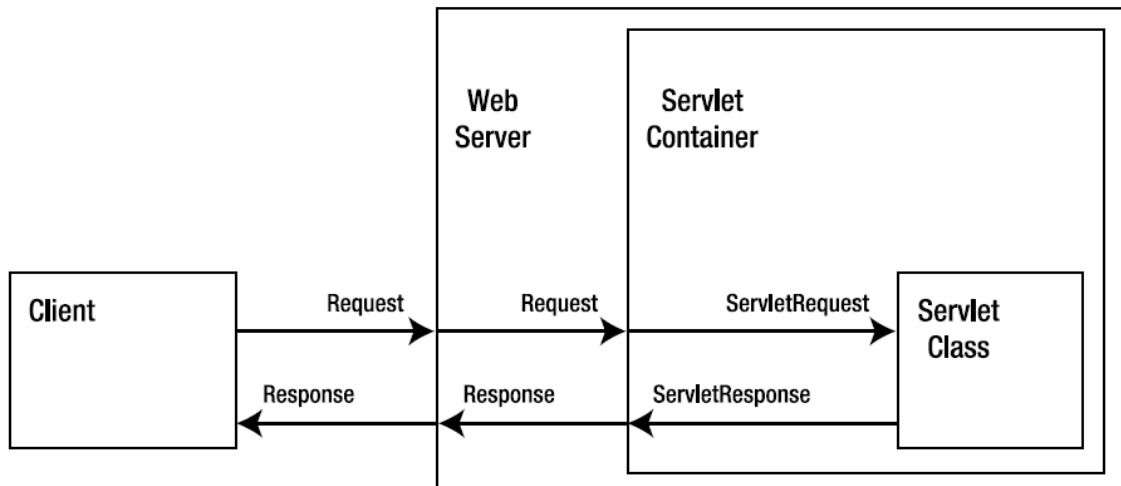 Web
Server
Servlet
Container
Client
Request
Request
ServletRequest
Servlet
Class
Response
Response
ServletResponse